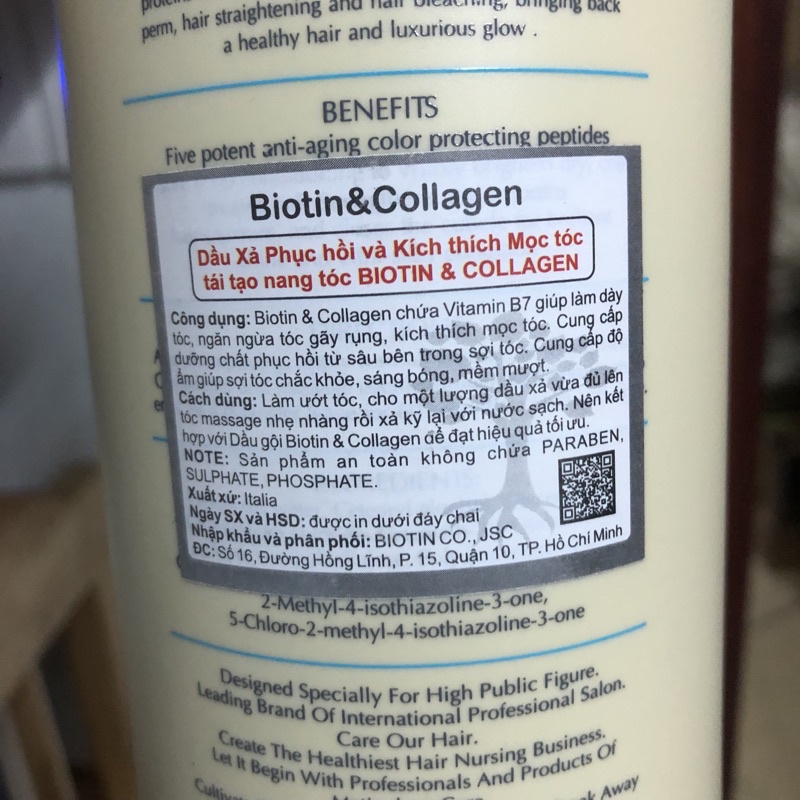 perm, hair straightening and hair bleaching, bringing back
a healthy hair and luxurious glow .
BENEFITS
Five potent anti-aging color protecting peptides
Biotin&Collagen
Dầu Xả Phục hồi và Kích thích Mọc tóc
tái tạo nang tóc BIOTIN & COLLAGEN
Công dụng: Biotin & Collagen chứa Vitamin B7 giúp làm dày
tóc, ngăn ngừa tóc gãy rụng, kích thích mọc tóc. Cung cấp
dưỡng chất phục hồi từ sâu bên trong sợi tóc. Cung cấp độ
ẩm giúp sợi tóc chắc khỏe, sáng bóng, mềm mượt.
Cách dùng: Làm ướt tóc, cho một lượng dầu xả vừa đủ lên
tóc massage nhẹ nhàng rồi xả kỹ lại với nước sạch. Nên kết
hợp với Dầu gội Biotin & Collagen để đạt hiệu quả tối ưu.
NOTE: Sản phẩm an toàn không chứa PARABEN,
SULPHATE, PHOSPHATE.
Xuất xứ: Italia
Ngày SX và HSD: được in dưới đáy chai
Nhập khẩu và phân phối: BIOTIN CO., JSC
ĐC: Số 16, Đường Hồng Lĩnh, P. 15, Quận 10, TP. Hồ Chí Minh
2-Methyl-4-isothiazoline-3-one,
5-Chloro-2-methyl-4-isothiazoline-3-one
Designed Specially For High Public Figure.
Leading Brand Of International Professional Salon.
Care Our Hair.
Create The Healthiest Hair Nursing Business.
Let It Begin With Professionals And Products Of
Away